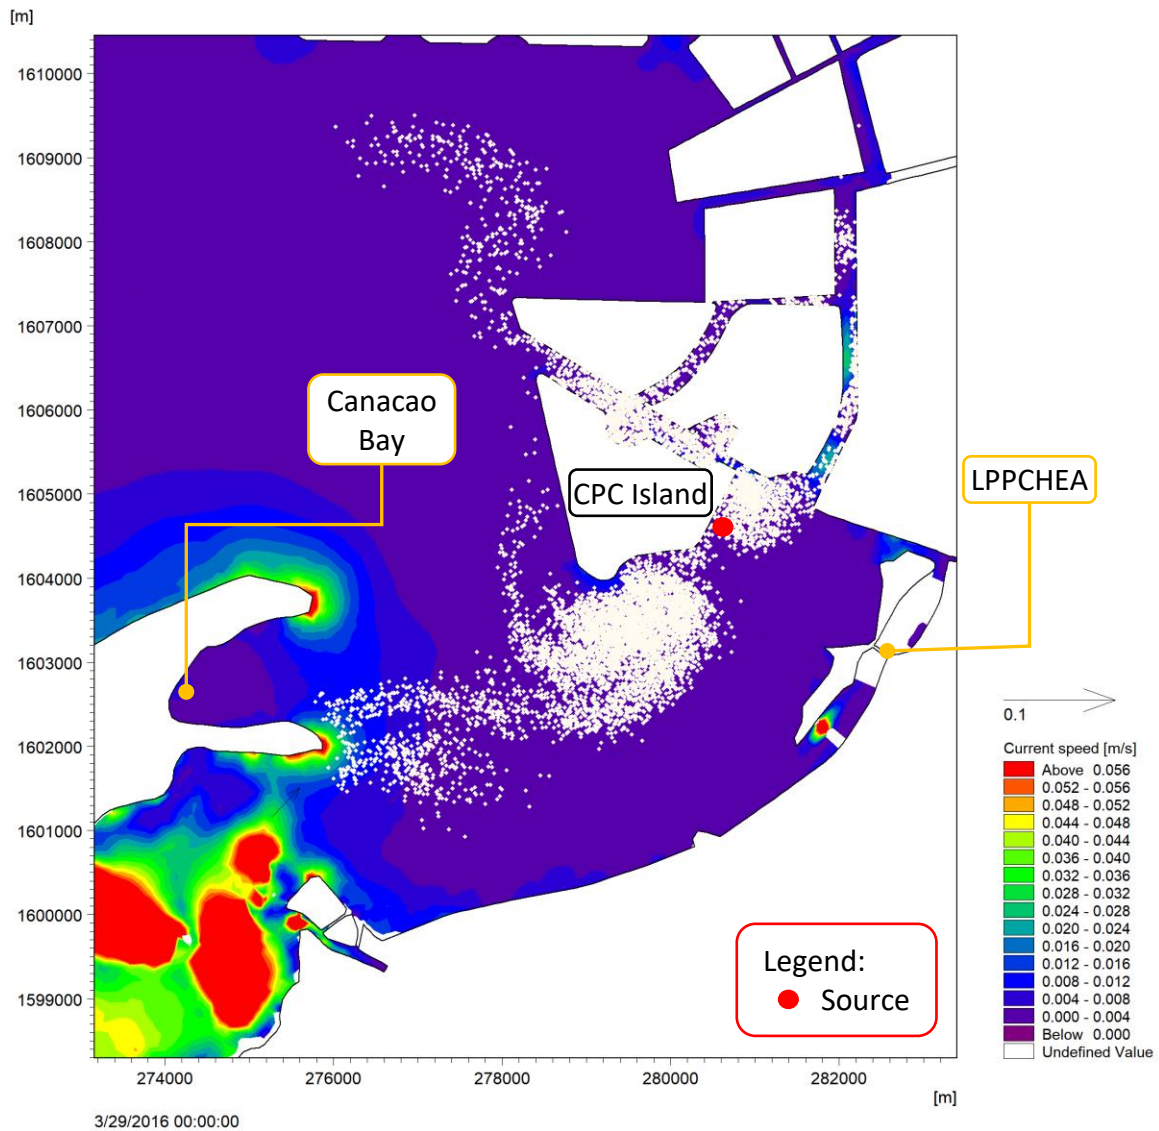 [m]
1610000
1609000
1608000
1607000
1606000
1605000
1604000
1603000
1602000
1601000
1600000
1599000
Canacao
Bay
CPC Island
LPPCHEA
0.1
Current speed [m/s]
Above 0.056
0.052 - 0.056
0.048 - 0.052
0.044 - 0.048
0.040 - 0.044
0.036 - 0.040
0.032 - 0.036
0.028 - 0.032
0.024 - 0.028
0.020 - 0.024
0.016 - 0.020
0.012 - 0.016
0.008 - 0.012
0.004 - 0.008
0.000 - 0.004
Below 0.000
Undefined Value
Legend:
Source
274000 276000 278000 280000 282000
[m]
3/29/2016 00:00:00